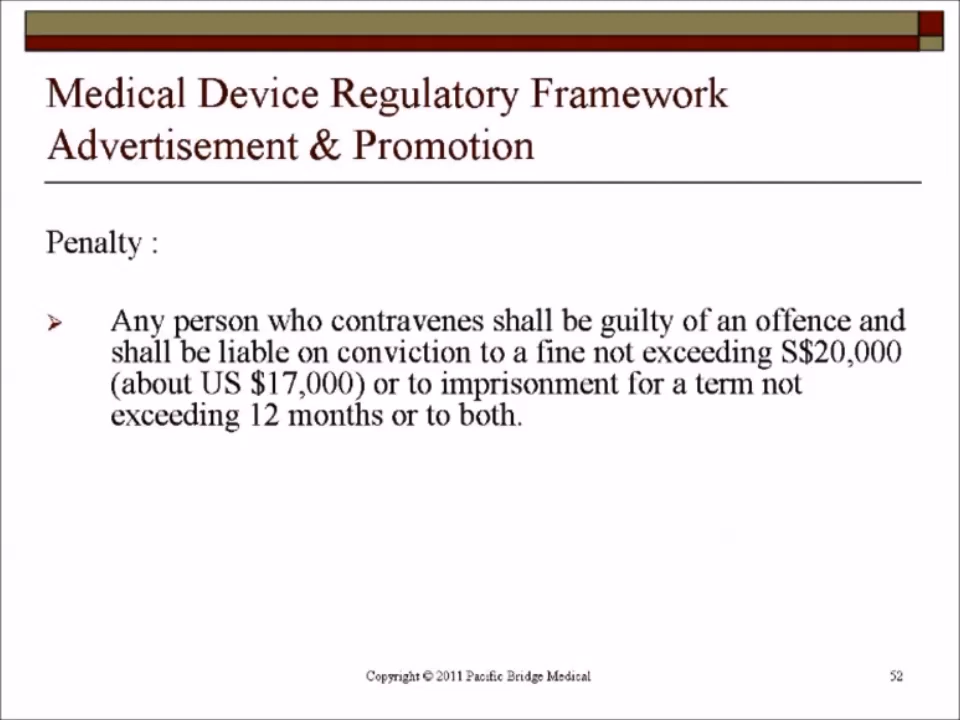 Medical Device Regulatory Framework
Advertisement & Promotion
Penalty :
Any person who contravenes shall be guilty of an offence and
shall be liable on conviction to a fine not exceeding S$20,000
(about US $17,000) or to imprisonment for a term not
exceeding 12 months or to both.
Copyright © 2011 Pacific Bridge Medical
52